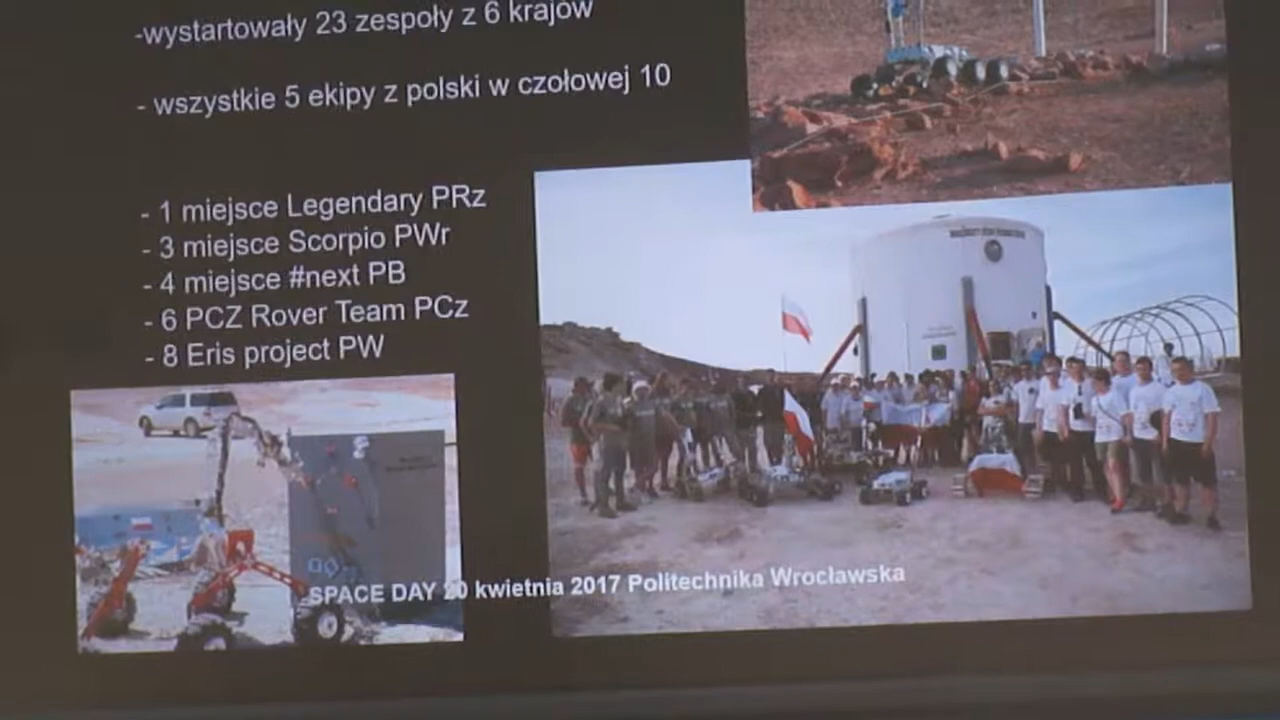 -wystartowały 23 zespoły z 6 krajów
- wszystkie 5 ekipy z polski w czołowej 10
- 1 miejsce Legendary PRz
- 3 miejsce Scorpio PWr
- 4 miejsce #next PB
- 6 PCZ Rover Team PCz
- 8 Eris project PW
SPACE DAY 20 kwietnia 2017 Politechnika Wrocławska